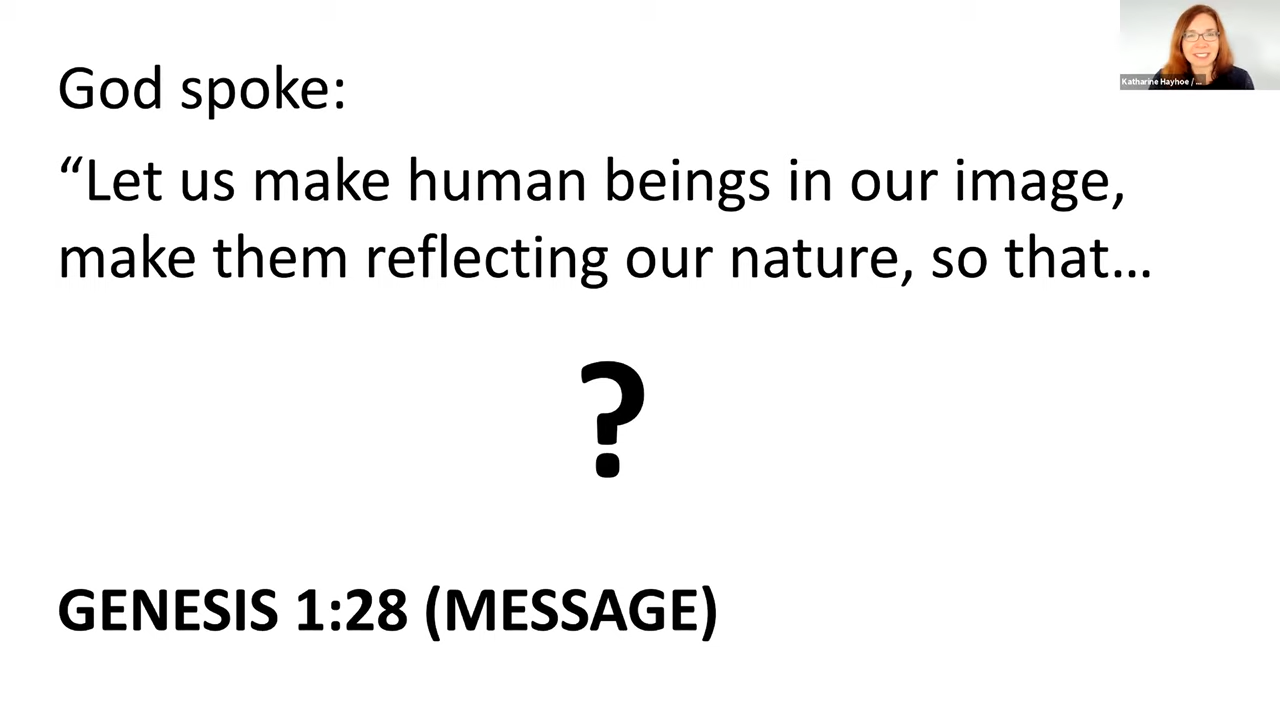 God spoke:
“Let us make human beings in our image,
make them reflecting our nature, so that…
?
GENESIS 1:28 (MESSAGE)
Katharine Hayhoe / ...